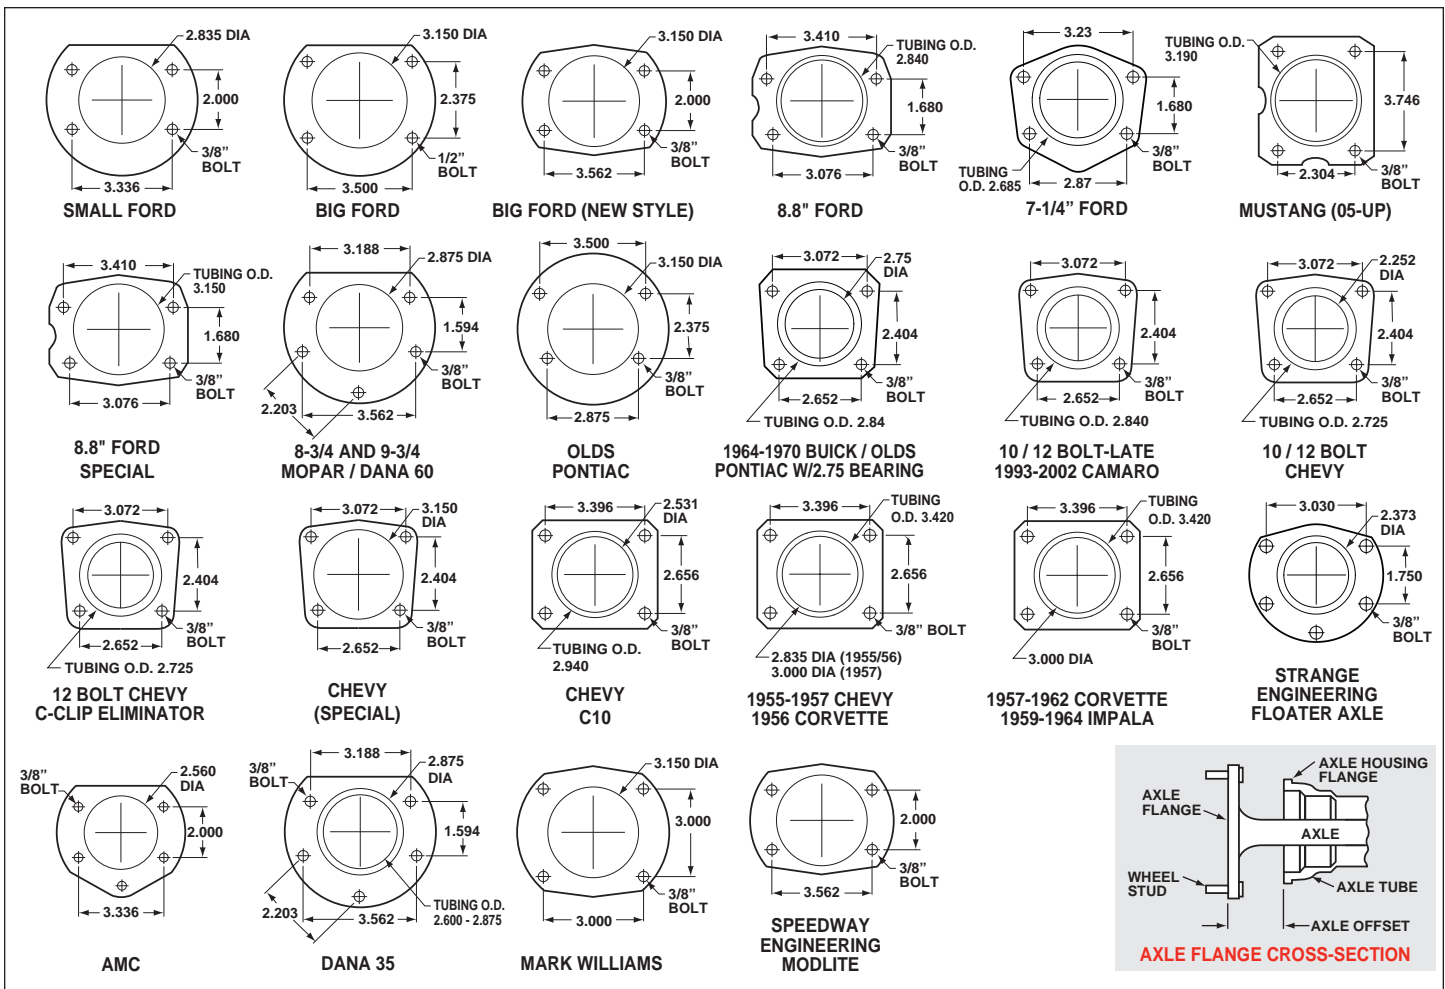 2.835 DIA
2.000
3/8”
BOLT
3.336
SMALL FORD
3.150 DIA
2.375
1/2”
BOLT
3.500
BIG FORD
3.150 DIA
2.000
3/8”
BOLT
3.562
BIG FORD (NEW STYLE)
3.410
TUBING O.D.
2.840
1.680
3/8”
BOLT
3.076
8.8" FORD
3.23
1.680
3/8”
BOLT
TUBING
O.D. 2.685
2.87
7-1/4” FORD
TUBING O.D.
3.190
3.746
2.304
3/8”
BOLT
MUSTANG (05-UP)
3.410
TUBING O.D.
3.150
1.680
3/8”
BOLT
3.076
8.8" FORD
SPECIAL
3.188
2.875 DIA
1.594
3/8”
BOLT
2.203
3.562
8-3/4 AND 9-3/4
MOPAR / DANA 60
3.500
3.150 DIA
2.375
3/8”
BOLT
2.875
OLDS
PONTIAC
3.072
2.75
DIA
2.404
3/8”
BOLT
2.652
TUBING O.D. 2.84
1964-1970 BUICK / OLDS
PONTIAC W/2.75 BEARING
3.072
2.404
3/8”
BOLT
2.652
TUBING O.D. 2.840
10 / 12 BOLT-LATE
1993-2002 CAMARO
3.072
2.252
DIA
2.404
3/8”
BOLT
2.652
TUBING O.D. 2.725
10 / 12 BOLT
CHEVY
3.072
2.404
3/8”
BOLT
2.652
TUBING O.D. 2.725
12 BOLT CHEVY
C-CLIP ELIMINATOR
3.072
3.150
DIA
2.404
3/8”
BOLT
2.652
CHEVY
(SPECIAL)
3.396
2.531
DIA
2.656
3/8”
BOLT
TUBING O.D.
2.940
CHEVY
C10
3.396
TUBING
O.D. 3.420
2.656
3/8” BOLT
2.835 DIA (1955/56)
3.000 DIA (1957)
1955-1957 CHEVY
1956 CORVETTE
3.396
TUBING
O.D. 3.420
2.656
3/8”
BOLT
3.000 DIA
1957-1962 CORVETTE
1959-1964 IMPALA
3.030
2.373
DIA
1.750
3/8”
BOLT
STRANGE
ENGINEERING
FLOATER AXLE
3/8”
BOLT
2.560
DIA
2.000
3.336
AMC
3/8”
BOLT
3.188
2.875
DIA
1.594
2.203
3.562
TUBING O.D.
2.600 - 2.875
DANA 35
3.150 DIA
3.000
3/8”
BOLT
3.000
MARK WILLIAMS
2.000
3/8”
BOLT
3.562
SPEEDWAY
ENGINEERING
MODLITE
AXLE HOUSING
FLANGE
AXLE
FLANGE
AXLE
WHEEL
STUD
AXLE TUBE
AXLE OFFSET
AXLE FLANGE CROSS-SECTION